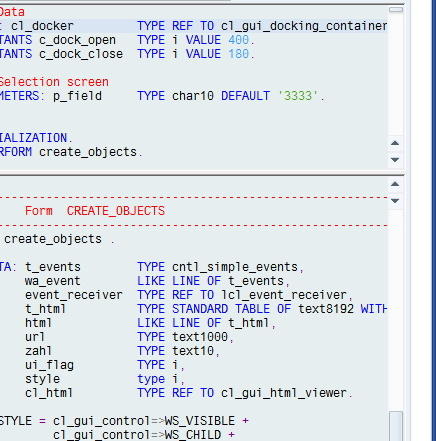 Data
: cl_docker TYPE REF TO cl_gui_docking_container
TANTS c_dock_open TYPE i VALUE 400.
TANTS c_dock_close TYPE i VALUE 180.
Selection screen
METERS: p_field TYPE char10 DEFAULT '3333'.
IALIZATION.
RFORM create_objects.
Form CREATE_OBJECTS
create_objects .
TA: t_events TYPE cntl_simple_events,
wa_event LIKE LINE OF t_events,
event_receiver TYPE REF TO lcl_event_receiver,
t_html TYPE STANDARD TABLE OF text8192 WITH
html LIKE LINE OF t_html,
url TYPE text1000,
zahl TYPE text10,
ui_flag TYPE i,
style type i,
cl_html TYPE REF TO cl_gui_html_viewer.
STYLE = cl_gui_control=>WS_VISIBLE +
cl_gui_control=>WS_CHILD +